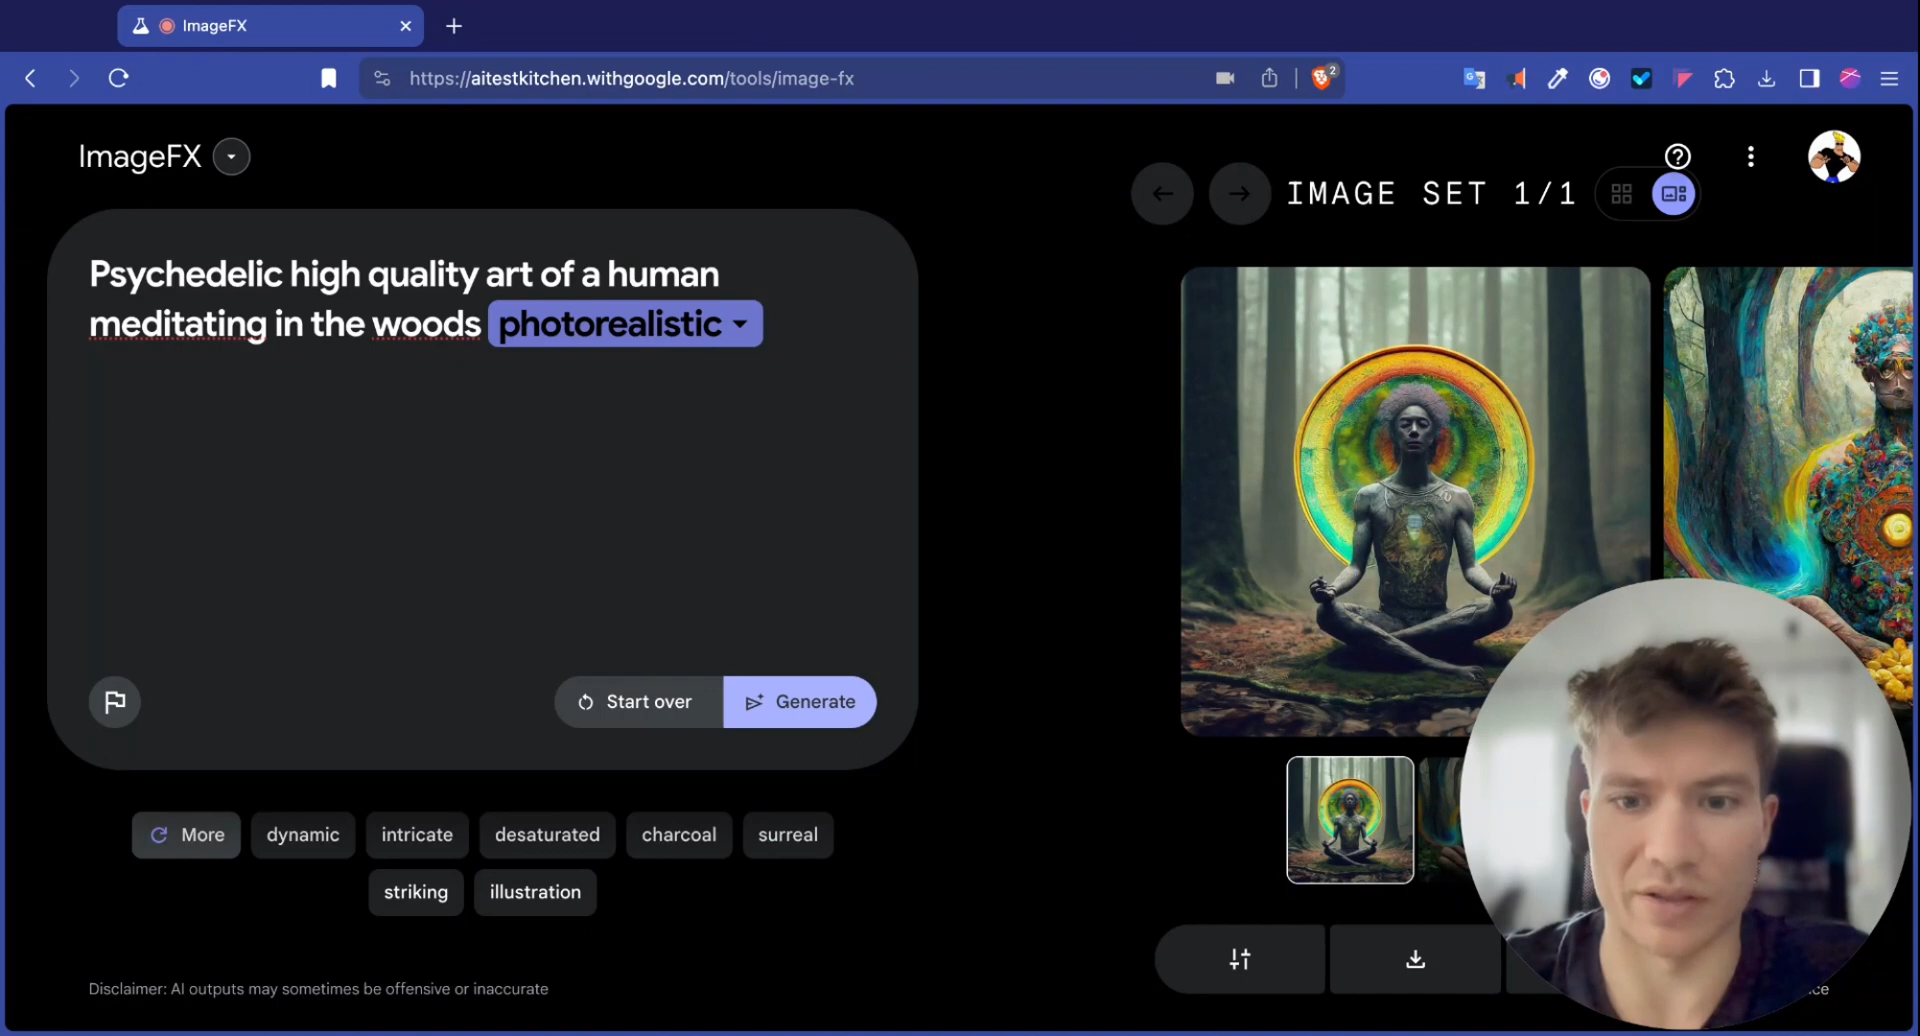 ImageFX
https://aitestkitchen.withgoogle.com/tools/image-fx
2
ImageFX
IMAGE SET 1/1
Psychedelic high quality art of a human
meditating in the woods photorealistic
Start over
Generate
More
dynamic
intricate
desaturated
charcoal
surreal
striking
illustration
Disclaimer: AI outputs may sometimes be offensive or inaccurate